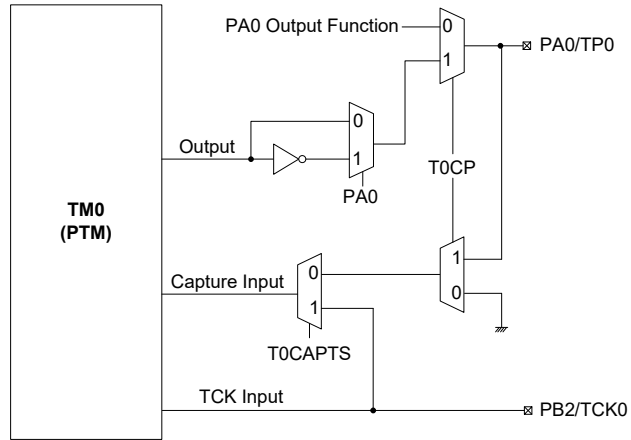 PA0 Output Function
0
1
PA0/TP0
Output
0
1
PA0
T0CP
TM0
(PTM)
Capture Input
0
1
T0CAPTS
1
0
TCK Input
PB2/TCK0